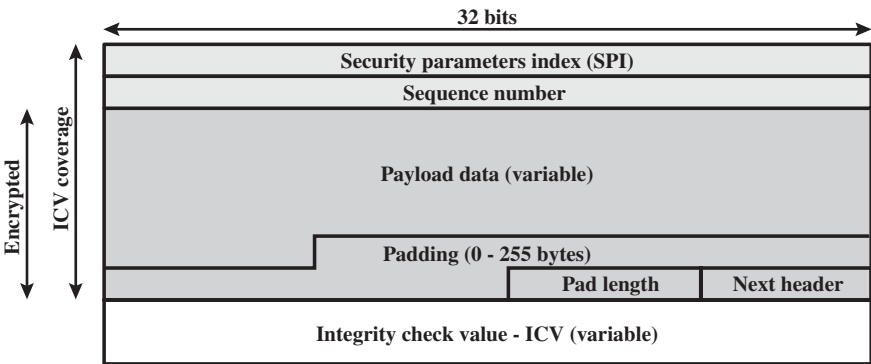 32 bits
Security parameters index (SPI)
Sequence number
Encrypted
ICV coverage
Payload data (variable)
Padding (0 - 255 bytes)
Pad length
Next header
Integrity check value - ICV (variable)